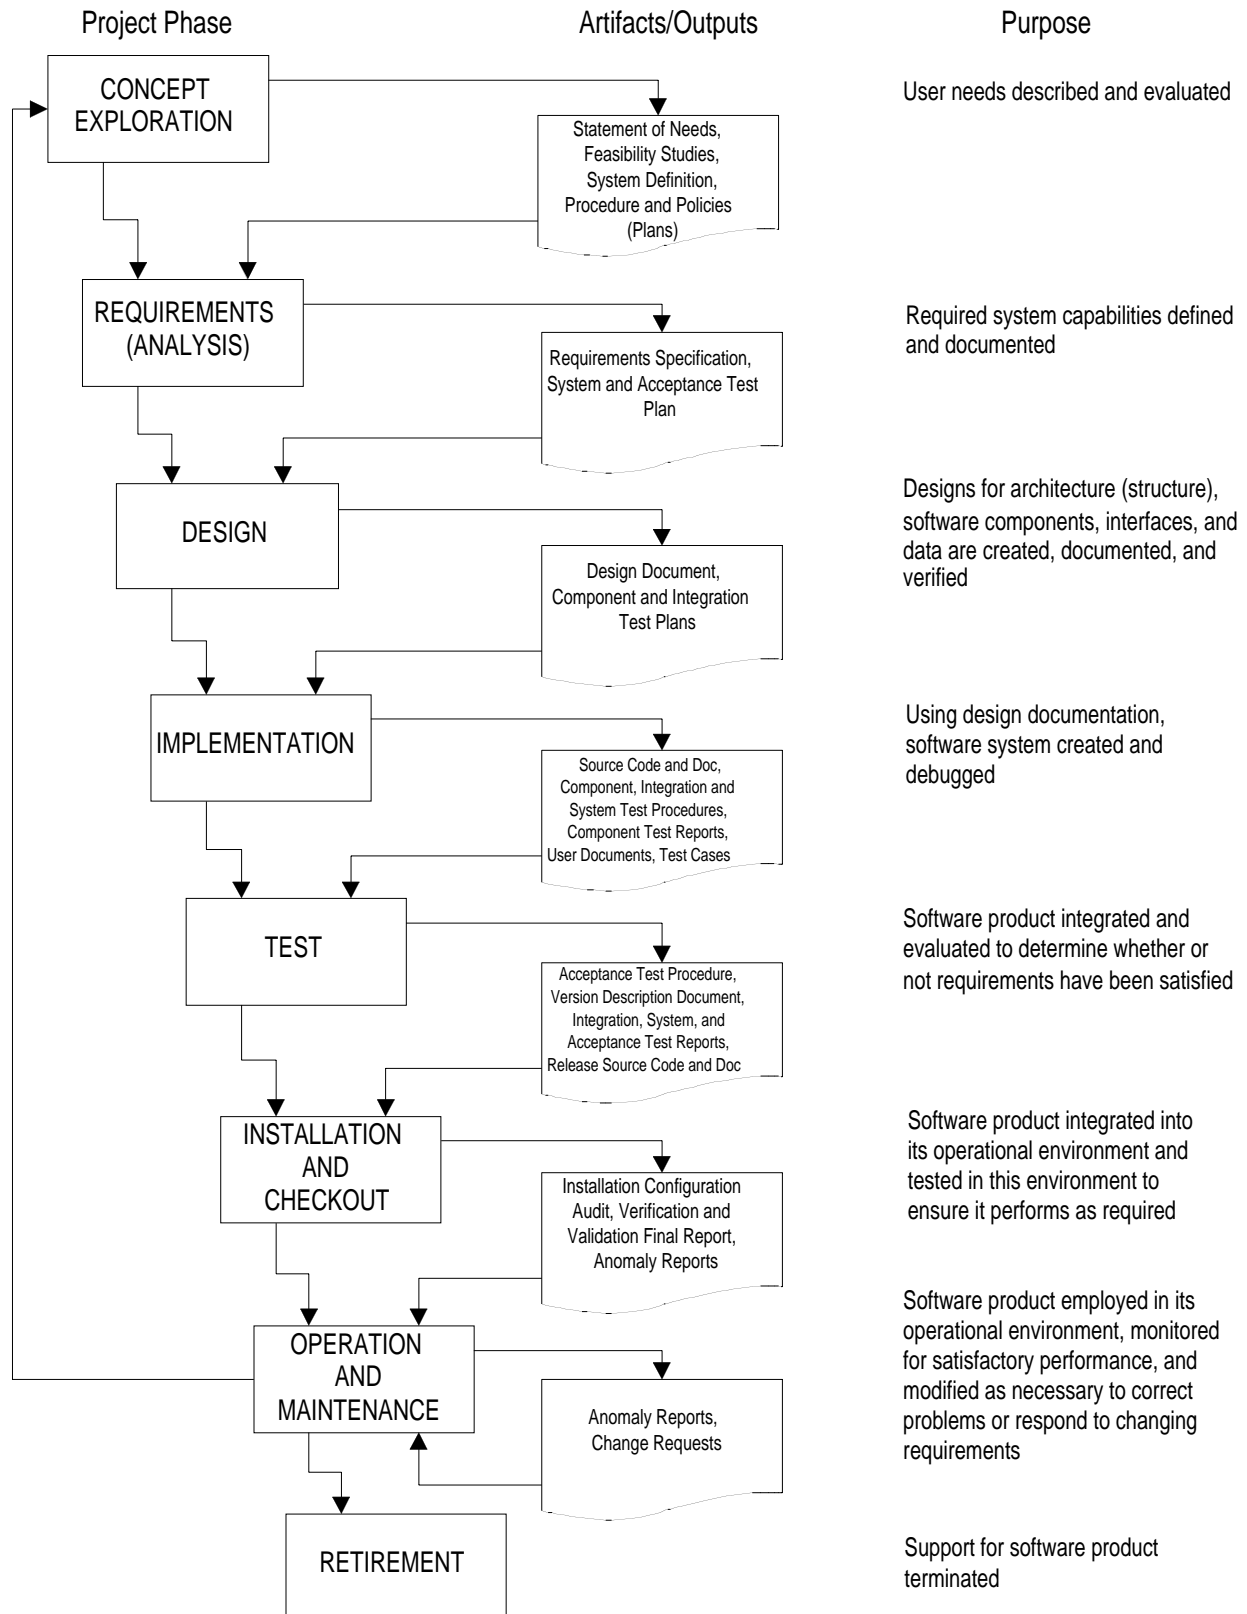 Project Phase
Artifacts/Outputs
Purpose
CONCEPT
EXPLORATION
Statement of Needs,
Feasibility Studies,
System Definition,
Procedure and Policies
(Plans)
User needs described and evaluated
REQUIREMENTS
(ANALYSIS)
Requirements Specification,
System and Acceptance Test
Plan
Required system capabilities defined
and documented
DESIGN
Design Document,
Component and Integration
Test Plans
Designs for architecture (structure),
software components, interfaces, and
data are created, documented, and
verified
IMPLEMENTATION
Source Code and Doc,
Component, Integration and
System Test Procedures,
Component Test Reports,
User Documents, Test Cases
Using design documentation,
software system created and
debugged
TEST
Acceptance Test Procedure,
Version Description Document,
Integration, System, and
Acceptance Test Reports,
Release Source Code and Doc
Software product integrated and
evaluated to determine whether or
not requirements have been satisfied
INSTALLATION
AND
CHECKOUT
Installation Configuration
Audit, Verification and
Validation Final Report,
Anomaly Reports
Software product integrated into
its operational environment and
tested in this environment to
ensure it performs as required
OPERATION
AND
MAINTENANCE
Anomaly Reports,
Change Requests
Software product employed in its
operational environment, monitored
for satisfactory performance, and
modified as necessary to correct
problems or respond to changing
requirements
RETIREMENT
Support for software product
terminated